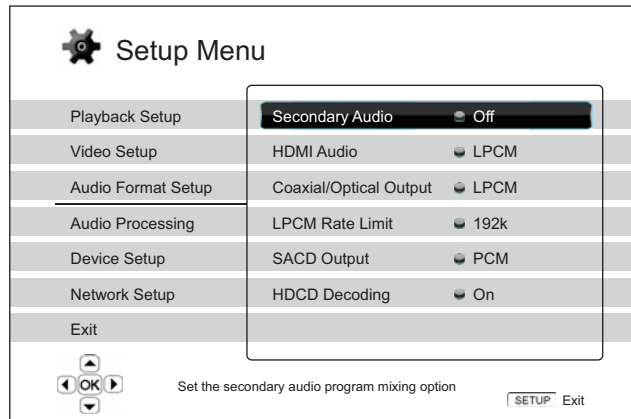 Setup Menu
Playback Setup
Video Setup
Audio Format Setup
Audio Processing
Device Setup
Network Setup
Exit
Secondary Audio Off
HDMI Audio LPCM
Coaxial/Optical Output LPCM
LPCM Rate Limit 192k
SACD Output PCM
HDCD Decoding On
OK
Set the secondary audio program mixing option
SETUP Exit